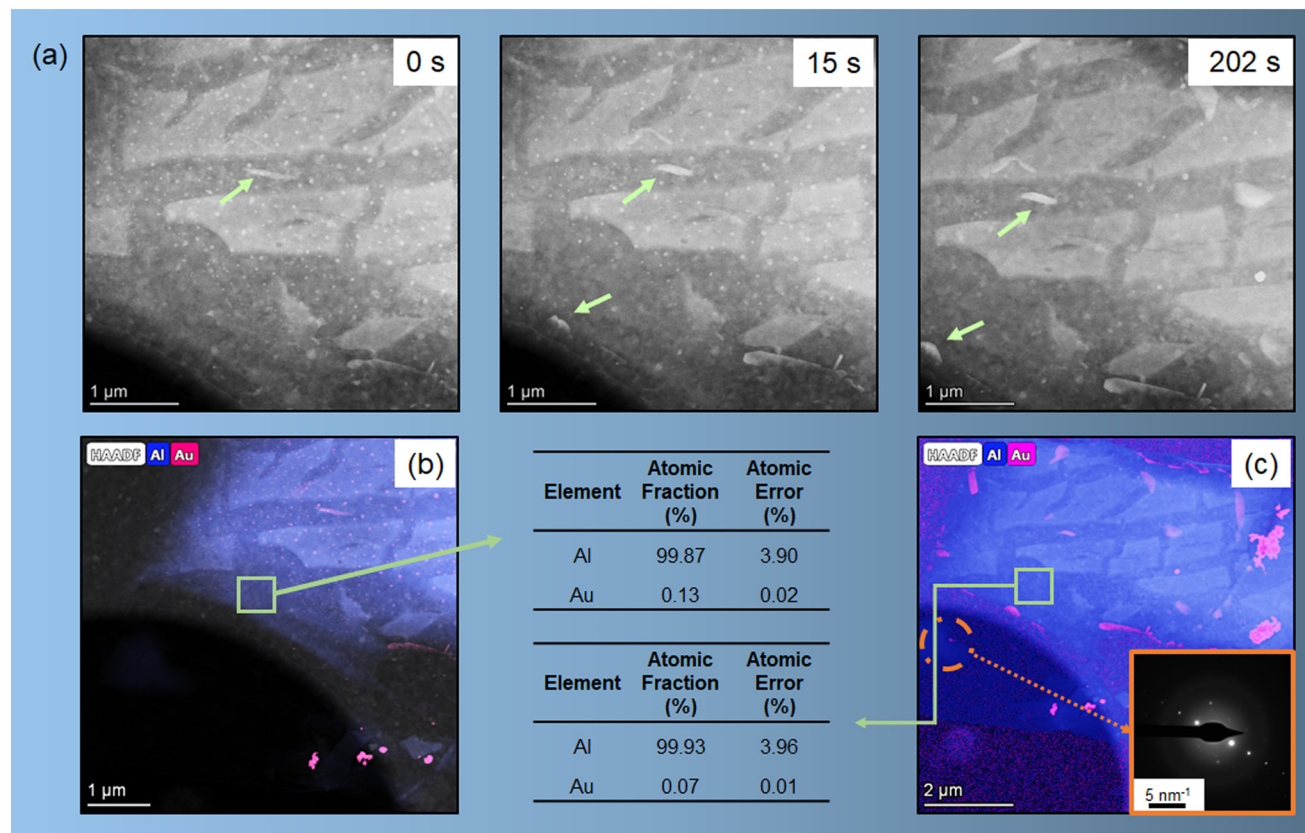 (a)
0 s
15 s
202 s
1 µm
1 µm
1 µm
HAADF Al Au
(b)
1 µm
Element Atomic Fraction (%) Atomic Error (%)
Al 99.87 3.90
Au 0.13 0.02
Element Atomic Fraction (%) Atomic Error (%)
Al 99.93 3.96
Au 0.07 0.01
HAADF Al Au
(c)
2 µm
5 nm⁻¹